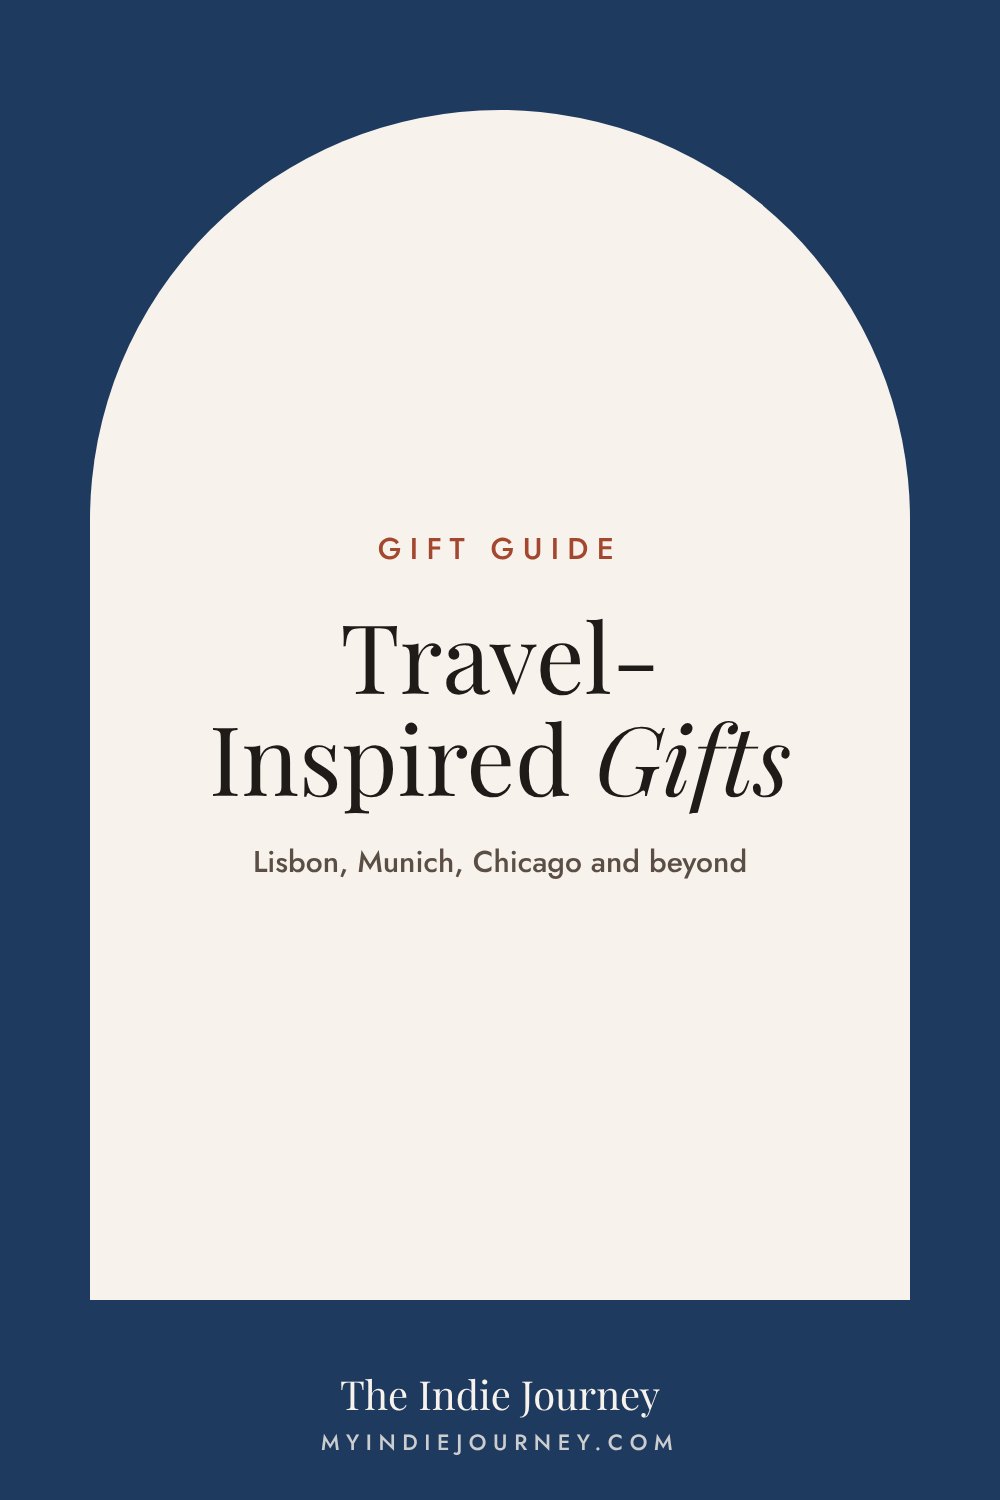 GIFT GUIDE
Travel-
Inspired Gifts
Lisbon, Munich, Chicago and beyond
The Indie Journey
MYINDIEJOURNEY.COM